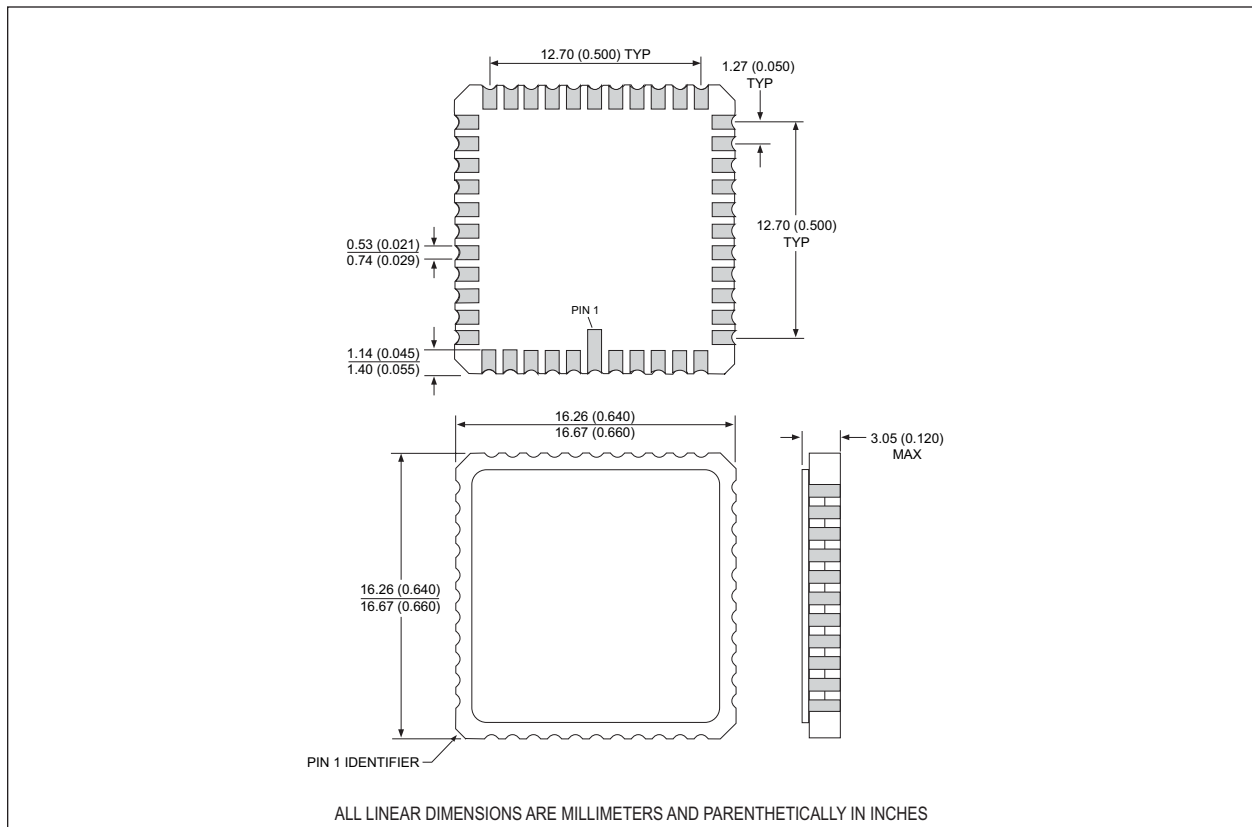 12.70 (0.500) TYP
1.27 (0.050)
TYP
12.70 (0.500)
TYP
0.53 (0.021)
0.74 (0.029)
PIN 1
1.14 (0.045)
1.40 (0.055)
16.26 (0.640)
16.67 (0.660)
3.05 (0.120)
MAX
16.26 (0.640)
16.67 (0.660)
PIN 1 IDENTIFIER
ALL LINEAR DIMENSIONS ARE MILLIMETERS AND PARENTHETICALLY IN INCHES